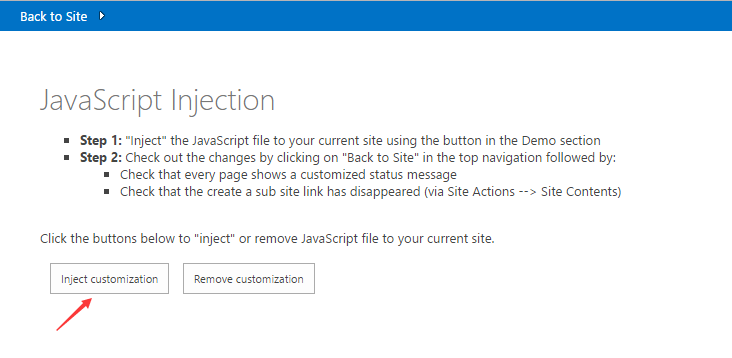 Back to Site
JavaScript Injection
Step 1: "Inject" the JavaScript file to your current site using the button in the Demo section
Step 2: Check out the changes by clicking on "Back to Site" in the top navigation followed by:
Check that every page shows a customized status message
Check that the create a sub site link has disappeared (via Site Actions --> Site Contents)
Click the buttons below to "inject" or remove JavaScript file to your current site.
Inject customization Remove customization